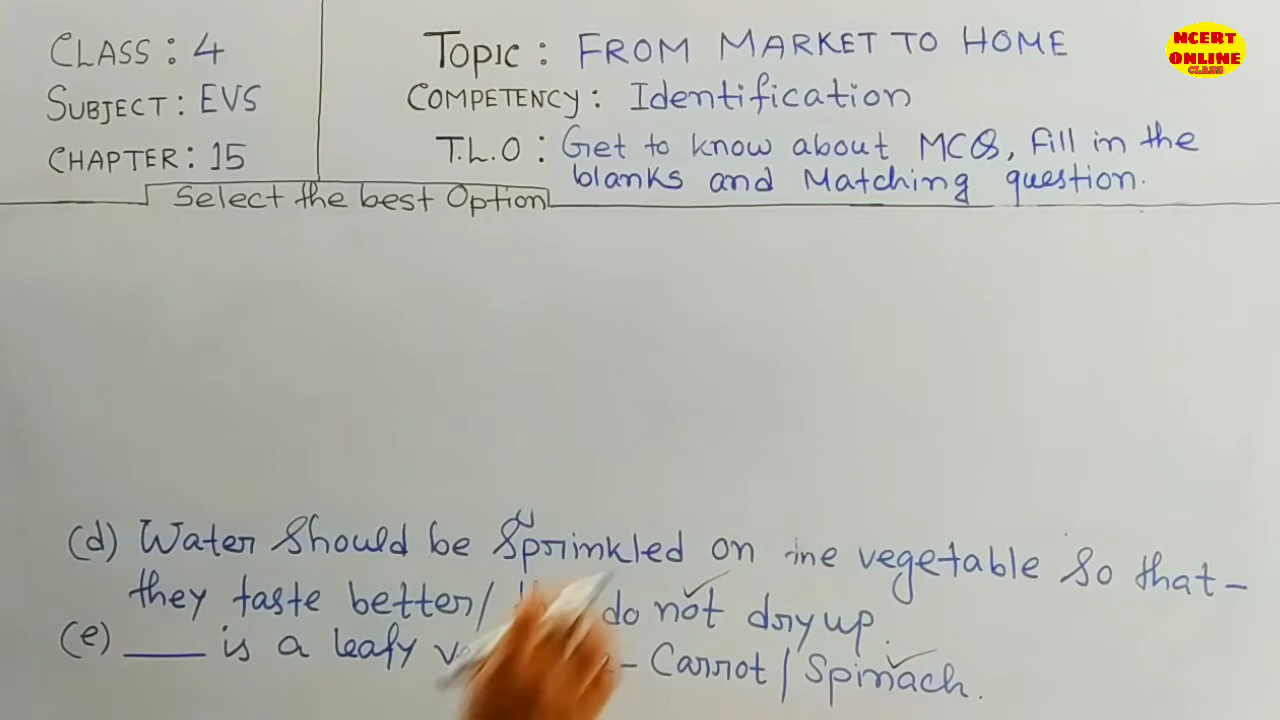 CLASS: 4
SUBJECT: EVS
CHAPTER: 15
TOPIC: FROM MARKET TO HOME
COMPETENCY: Identification
T.L.O: Get to know about MCQ, Fill in the
blanks and Matching question.
NCERT
ONLINE
CLASS
Select the best Option
(d) Water should be Sprinkled on the vegetable So that-
they taste better/ do not dry up.
(e) ___ is a leafy - Carrot/Spinach.